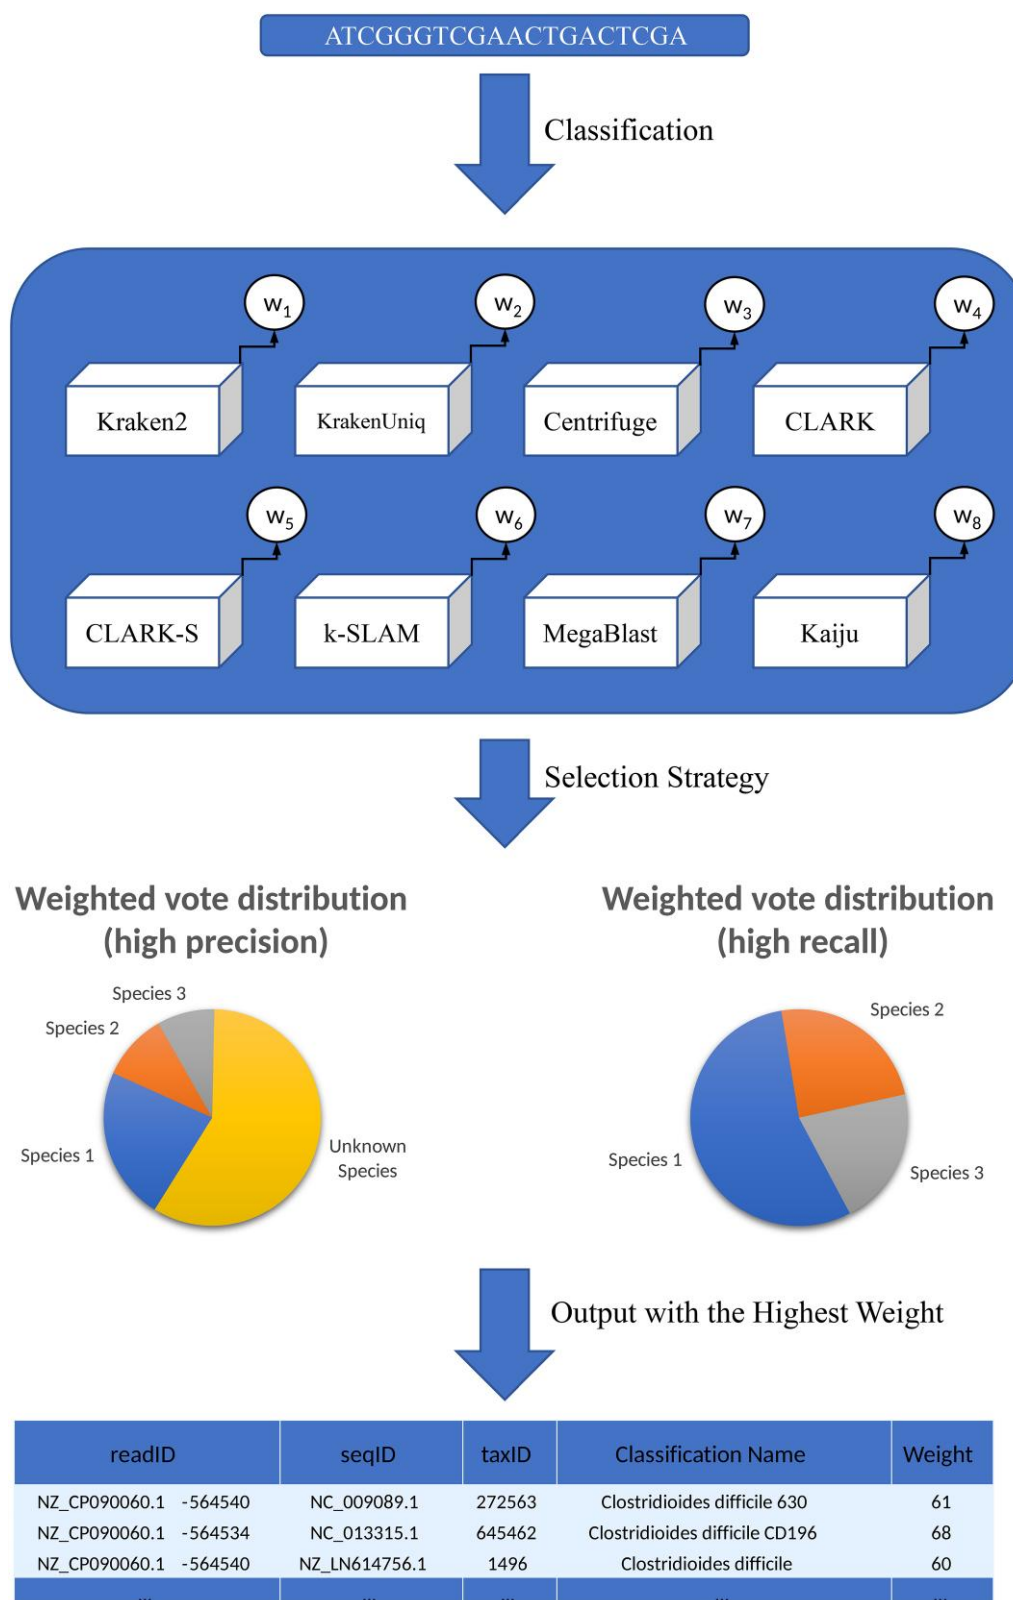 ATCGGGTCGAACTGACTCGA
Classification
w1 w2 w3 w4
Kraken2 KrakenUniq Centrifuge CLARK
w5 w6 w7 w8
CLARK-S k-SLAM MegaBlast Kaiju
Selection Strategy
Weighted vote distribution
(high precision)
Species 3
Species 2
Species 1
Unknown
Species
Weighted vote distribution
(high recall)
Species 2
Species 1
Species 3
Output with the Highest Weight
readID seqID taxID Classification Name Weight
NZ_CP090060.1 -564540 NC_009089.1 272563 Clostridioides difficile 630 61
NZ_CP090060.1 -564534 NC_013315.1 645462 Clostridioides difficile CD196 68
NZ_CP090060.1 -564540 NZ_LN614756.1 1496 Clostridioides difficile 60
... ... ... ... ...